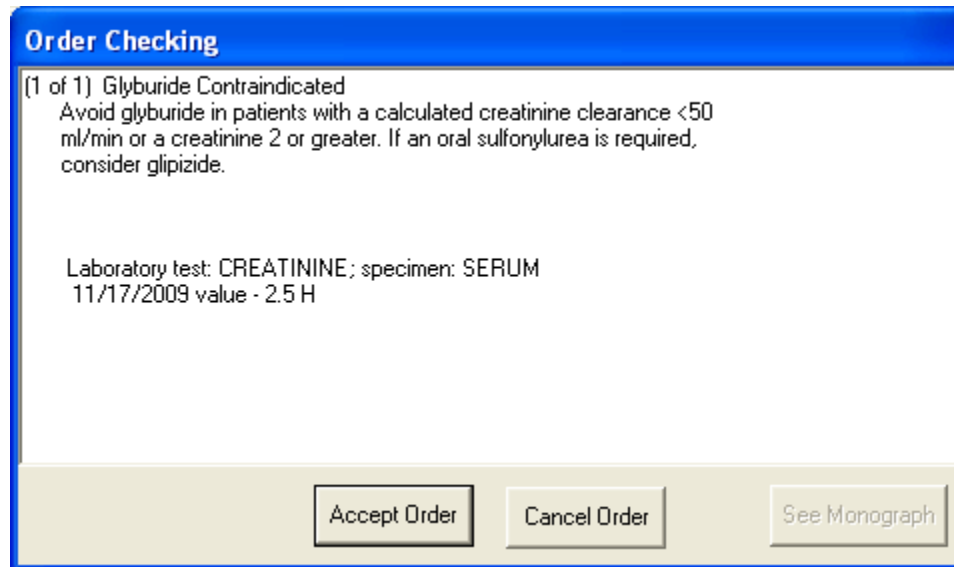 Order Checking
(1 of 1) Glyburide Contraindicated
Avoid glyburide in patients with a calculated creatinine clearance <50
ml/min or a creatinine 2 or greater. If an oral sulfonylurea is required,
consider glipizide.
Laboratory test: CREATININE; specimen: SERUM
11/17/2009 value - 2.5 H
Accept Order Cancel Order See Monograph